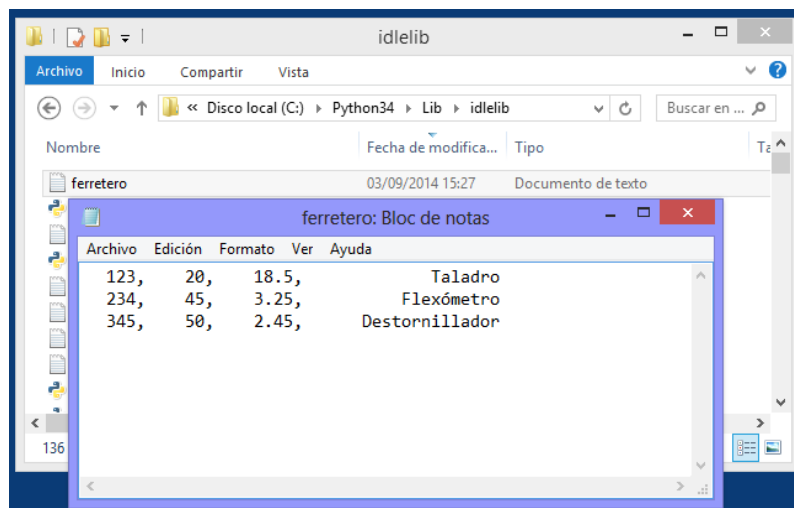 idlelib
Archivo Inicio Compartir Vista
« Disco local (C:) ▸ Python34 ▸ Lib ▸ idlelib
Buscar en ...
Nombre Fecha de modifica... Tipo Ta
ferretero 03/09/2014 15:27 Documento de texto
ferretero: Bloc de notas
Archivo Edición Formato Ver Ayuda
123, 20, 18.5, Taladro
234, 45, 3.25, Flexómetro
345, 50, 2.45, Destornillador
136